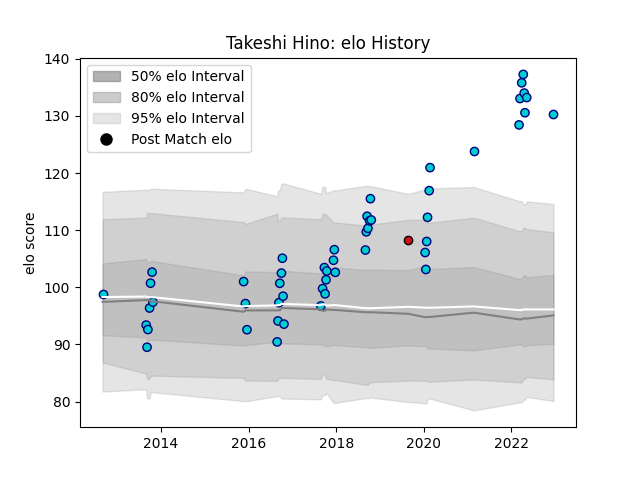 Takeshi Hino: elo History
50% elo Interval
80% elo Interval
95% elo Interval
Post Match elo
elo score
140
130
120
110
100
90
80
2014
2016
2018
2020
2022